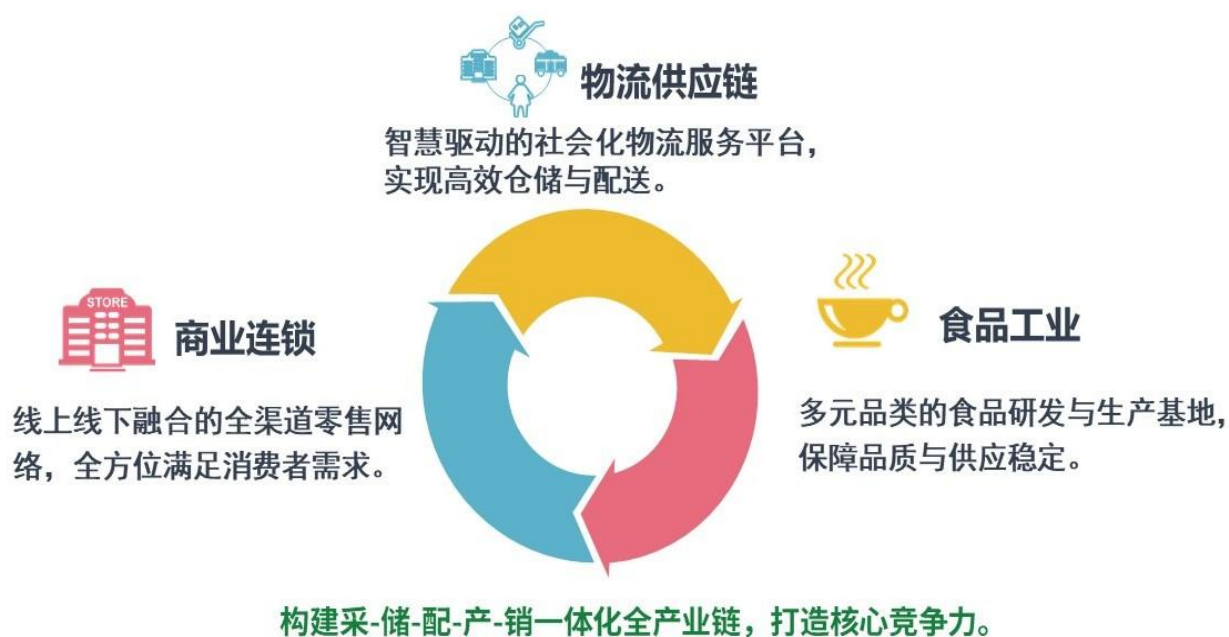 物流供应链
智慧驱动的社会化物流服务平台，
实现高效仓储与配送。
STORE
商业连锁
线上线下融合的全渠道零售网
络，全方位满足消费者需求。
食品工业
多元品类的食品研发与生产基地，
保障品质与供应稳定。
构建采-储-配-产-销一体化全产业链，打造核心竞争力。